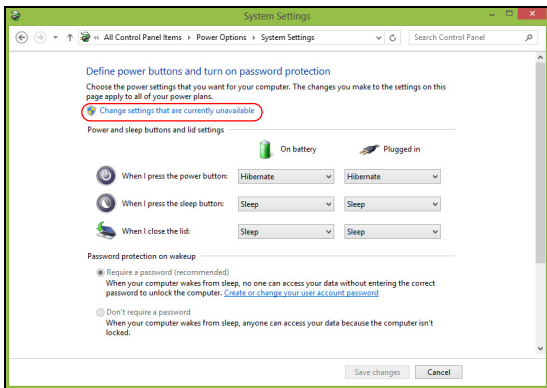 System Settings
« All Control Panel Items ▸ Power Options ▸ System Settings
Search Control Panel
Define power buttons and turn on password protection
Choose the power settings that you want for your computer. The changes you make to the settings on this
page apply to all of your power plans.
Change settings that are currently unavailable
Power and sleep buttons and lid settings
On battery Plugged in
When I press the power button: Hibernate Hibernate
When I press the sleep button: Sleep Sleep
When I close the lid: Sleep Sleep
Password protection on wakeup
Require a password (recommended)
When your computer wakes from sleep, no one can access your data without entering the correct
password to unlock the computer. Create or change your user account password
Don't require a password
When your computer wakes from sleep, anyone can access your data because the computer isn't
locked.
Save changes Cancel